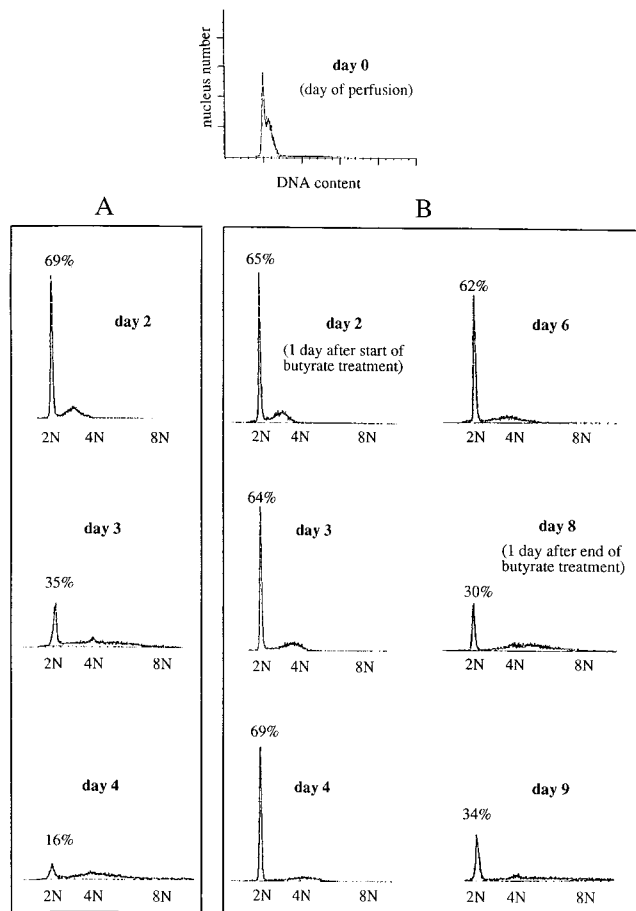 nucleus number
day 0
(day of perfusion)
DNA content
A
69%
day 2
2N 4N 8N
day 3
35%
2N 4N 8N
day 4
16%
2N 4N 8N
B
65%
day 2
(1 day after start of
butyrate treatment)
2N 4N 8N
62%
day 6
2N 4N 8N
64%
day 3
2N 4N 8N
day 8
(1 day after end of
butyrate treatment)
30%
2N 4N 8N
69%
day 4
2N 4N 8N
day 9
34%
2N 4N 8N